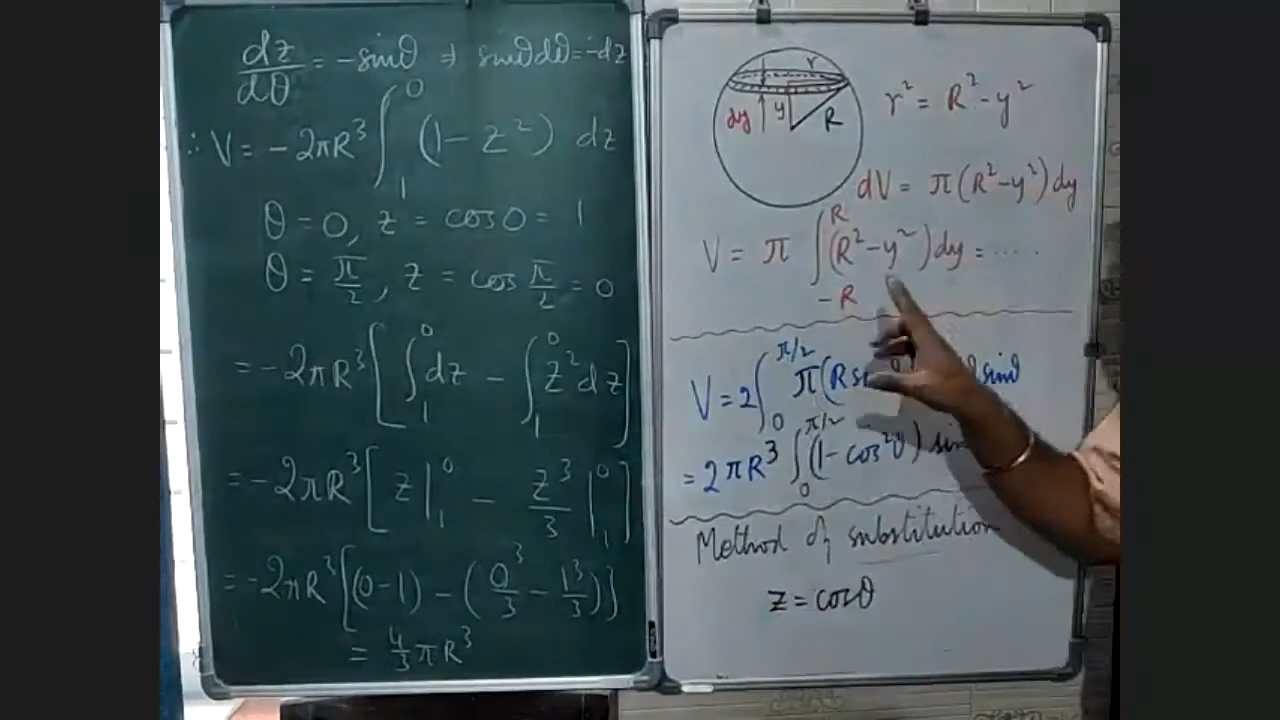 dz/dθ = -sinθ ⇒ sinθdθ = -dz
∴ V = -2πR³ ∫₁⁰ (1 - z²) dz
θ = 0, z = cos0 = 1
θ = π/2, z = cos π/2 = 0
= -2πR³ [ ∫₁⁰ dz - ∫₁⁰ z² dz ]
= -2πR³ [ z|₁⁰ - z³/3 |₁⁰ ]
= -2πR³ [(0-1) - (0³/3 - 1³/3)]
= 4/3 πR³
r
dy
y
R
r² = R² - y²
dV = π(R² - y²)dy
V = π ∫₋ᴿᴿ (R² - y²)dy = .....
V = 2∫₀^π/2 π(R sinθ
= 2πR³ ∫₀^π/2 (1 - cos²θ) sin
Method of substitution
z = cosθ